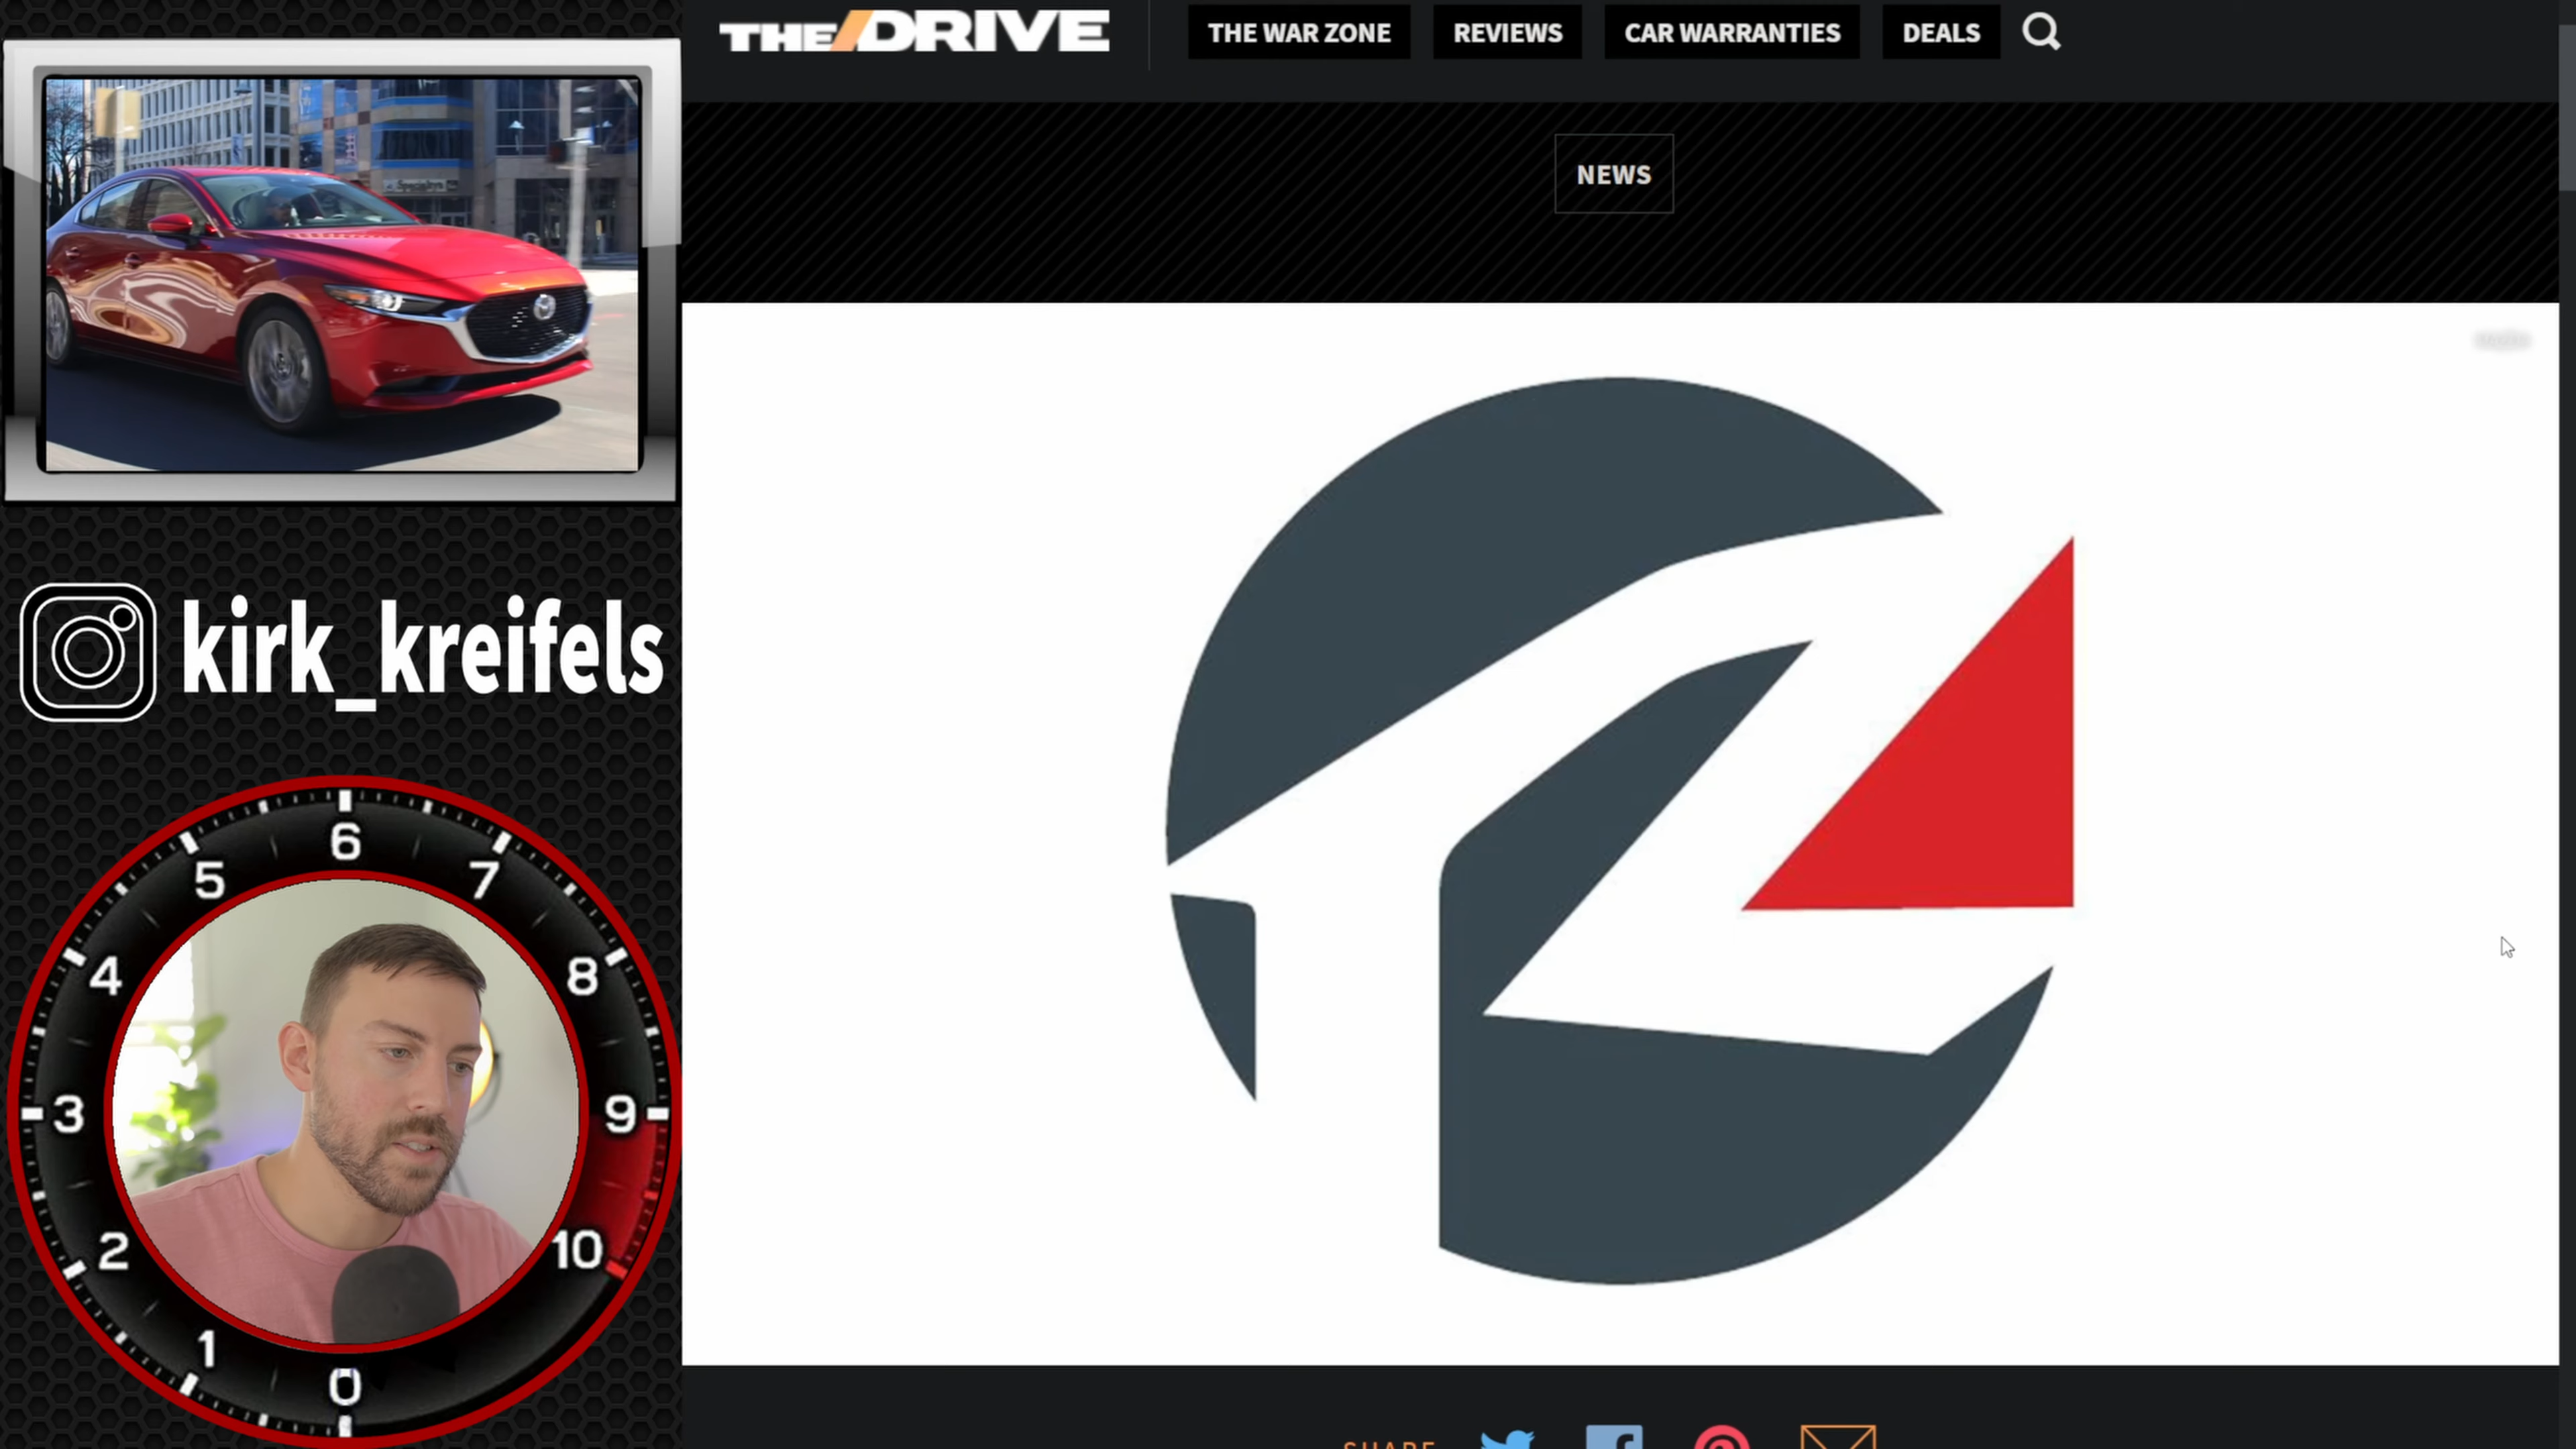 THE/DRIVE
THE WAR ZONE
REVIEWS
CAR WARRANTIES
DEALS
NEWS
kirk_kreifels
0
1
2
3
4
5
6
7
8
9
10
SHARE